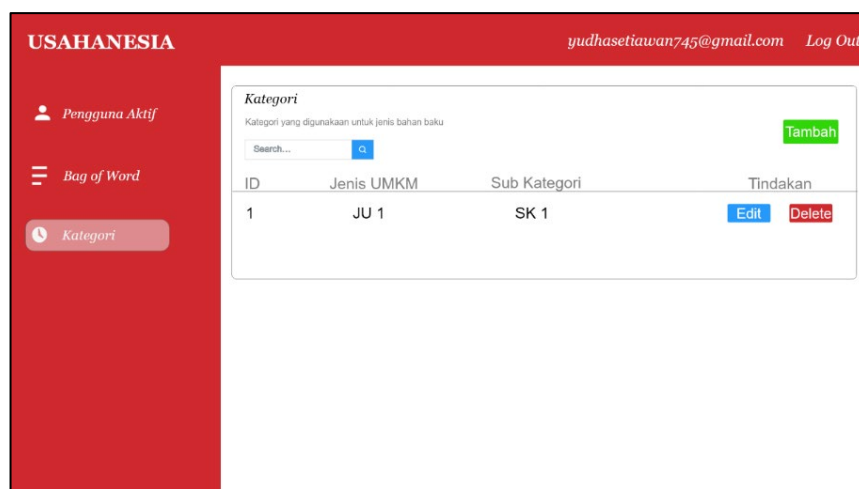 USAHANESIA
yudhasetiawan745@gmail.com Log Out
Pengguna Aktif
Bag of Word
Kategori
Kategori
Kategori yang digunakaan untuk jenis bahan baku
Tambah
Search...
ID Jenis UMKM Sub Kategori Tindakan
1 JU 1 SK 1 Edit Delete